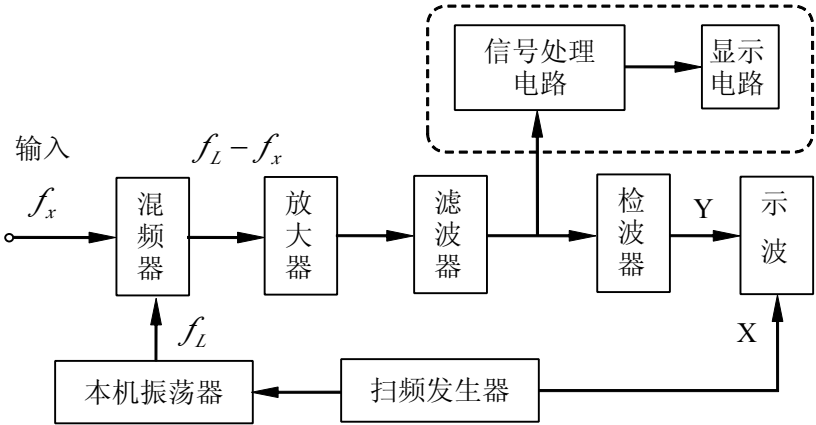 信号处理
电路
显示
电路
输入
f_x
f_L − f_x
混
频
器
放
大
器
滤
波
器
检
波
器
Y
示
波
X
f_L
本机振荡器
扫频发生器